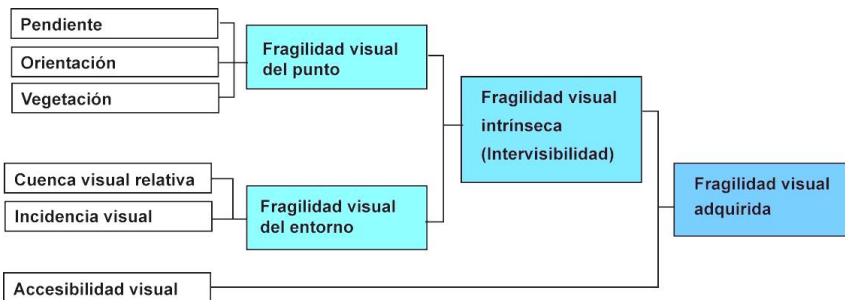 Pendiente
Orientación
Vegetación
Fragilidad visual
del punto
Cuenca visual relativa
Incidencia visual
Fragilidad visual
del entorno
Fragilidad visual
intrínseca
(Intervisibilidad)
Accesibilidad visual
Fragilidad visual
adquirida